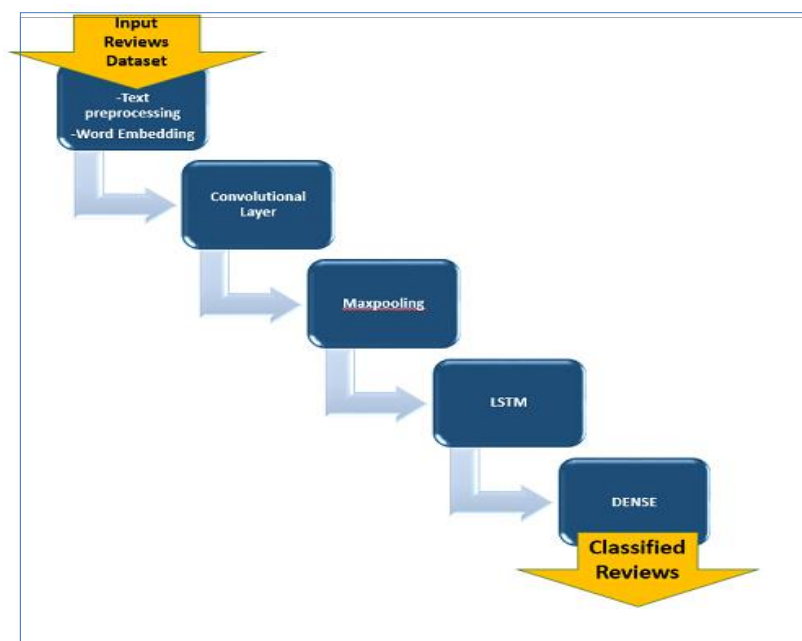 Input
Reviews
Dataset
-Text
preprocessing
-Word Embedding
Convolutional
Layer
Maxpooling
LSTM
DENSE
Classified
Reviews